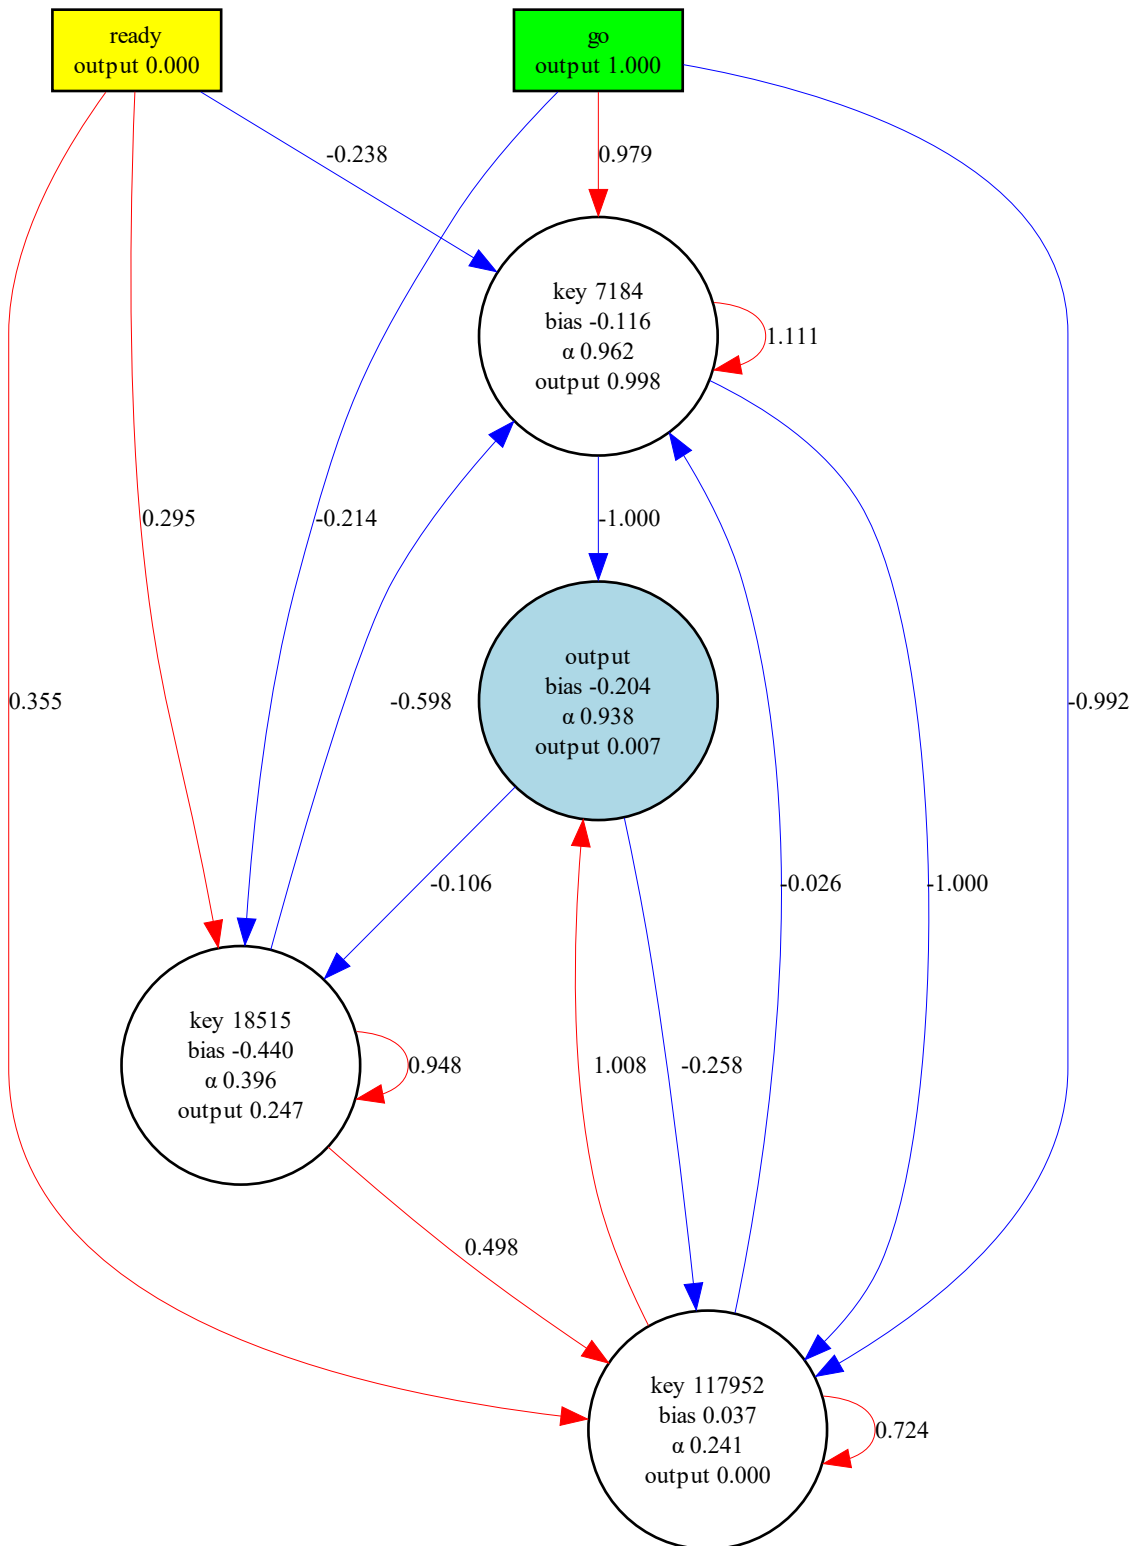 ready
output 0.000
go
output 1.000
-0.238
0.979
key 7184
bias -0.116
α 0.962
output 0.998
1.111
0.295
-0.214
-1.000
output
bias -0.204
α 0.938
output 0.007
0.355
-0.598
-0.992
-0.106
-0.026
-1.000
key 18515
bias -0.440
α 0.396
output 0.247
0.948
1.008
-0.258
0.498
key 117952
bias 0.037
α 0.241
output 0.000
0.724